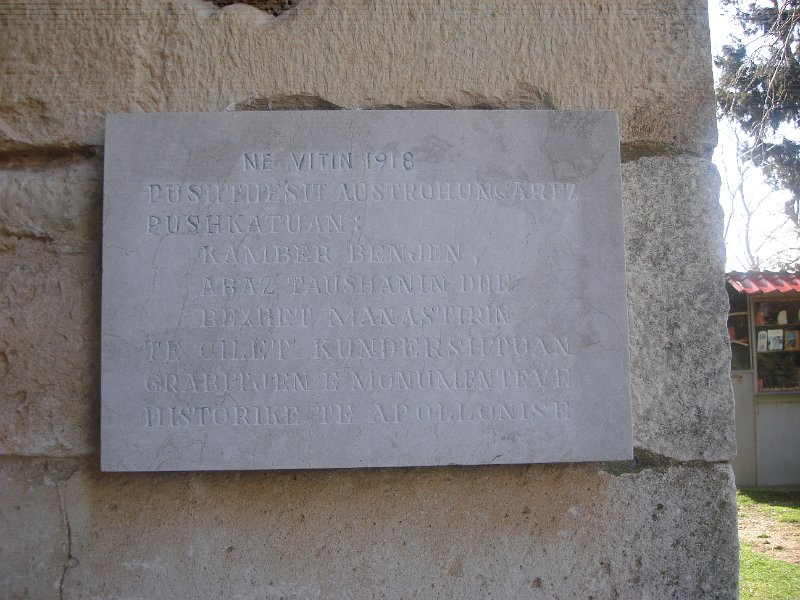 NE VITIN 1918
PUSHTUESIT AUSTROHUNGAREZ
PUSHKATUAN:
KAMBER BENJEN,
ABAZ TAUSHANIN DHE
BEXHET MANASTIRIN
TE CILET KUNDERSHTUAN
GRABITJEN E MONUMENTEVE
HISTORIKE TE APOLLONISE